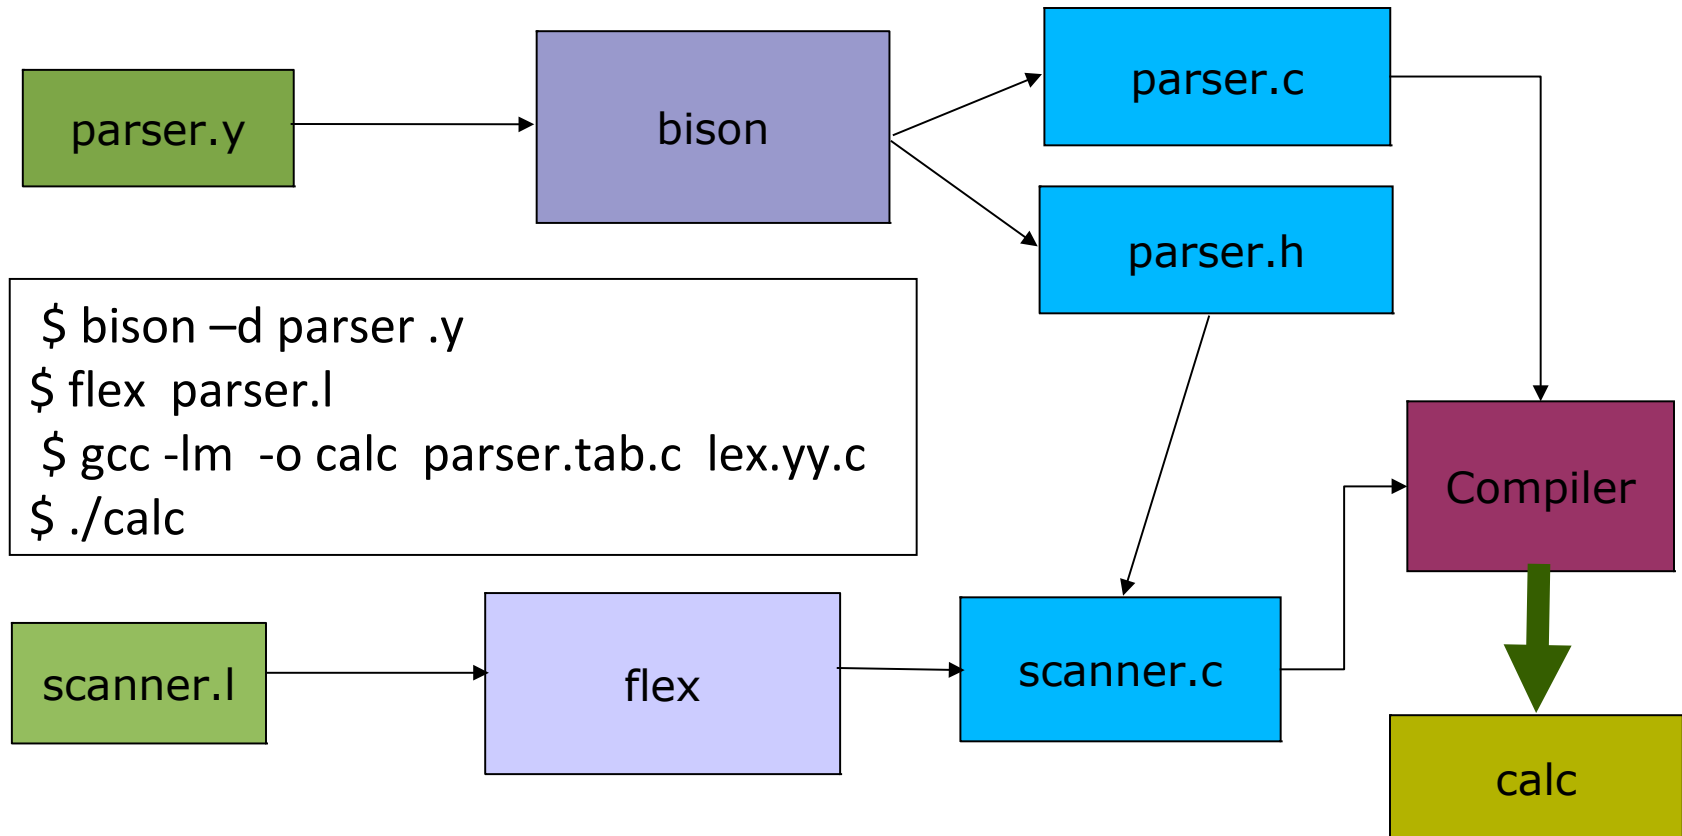 parser.y
bison
parser.c
parser.h
$ bison –d parser .y
$ flex parser.l
$ gcc -lm -o calc parser.tab.c lex.yy.c
$ ./calc
Compiler
scanner.l
flex
scanner.c
calc